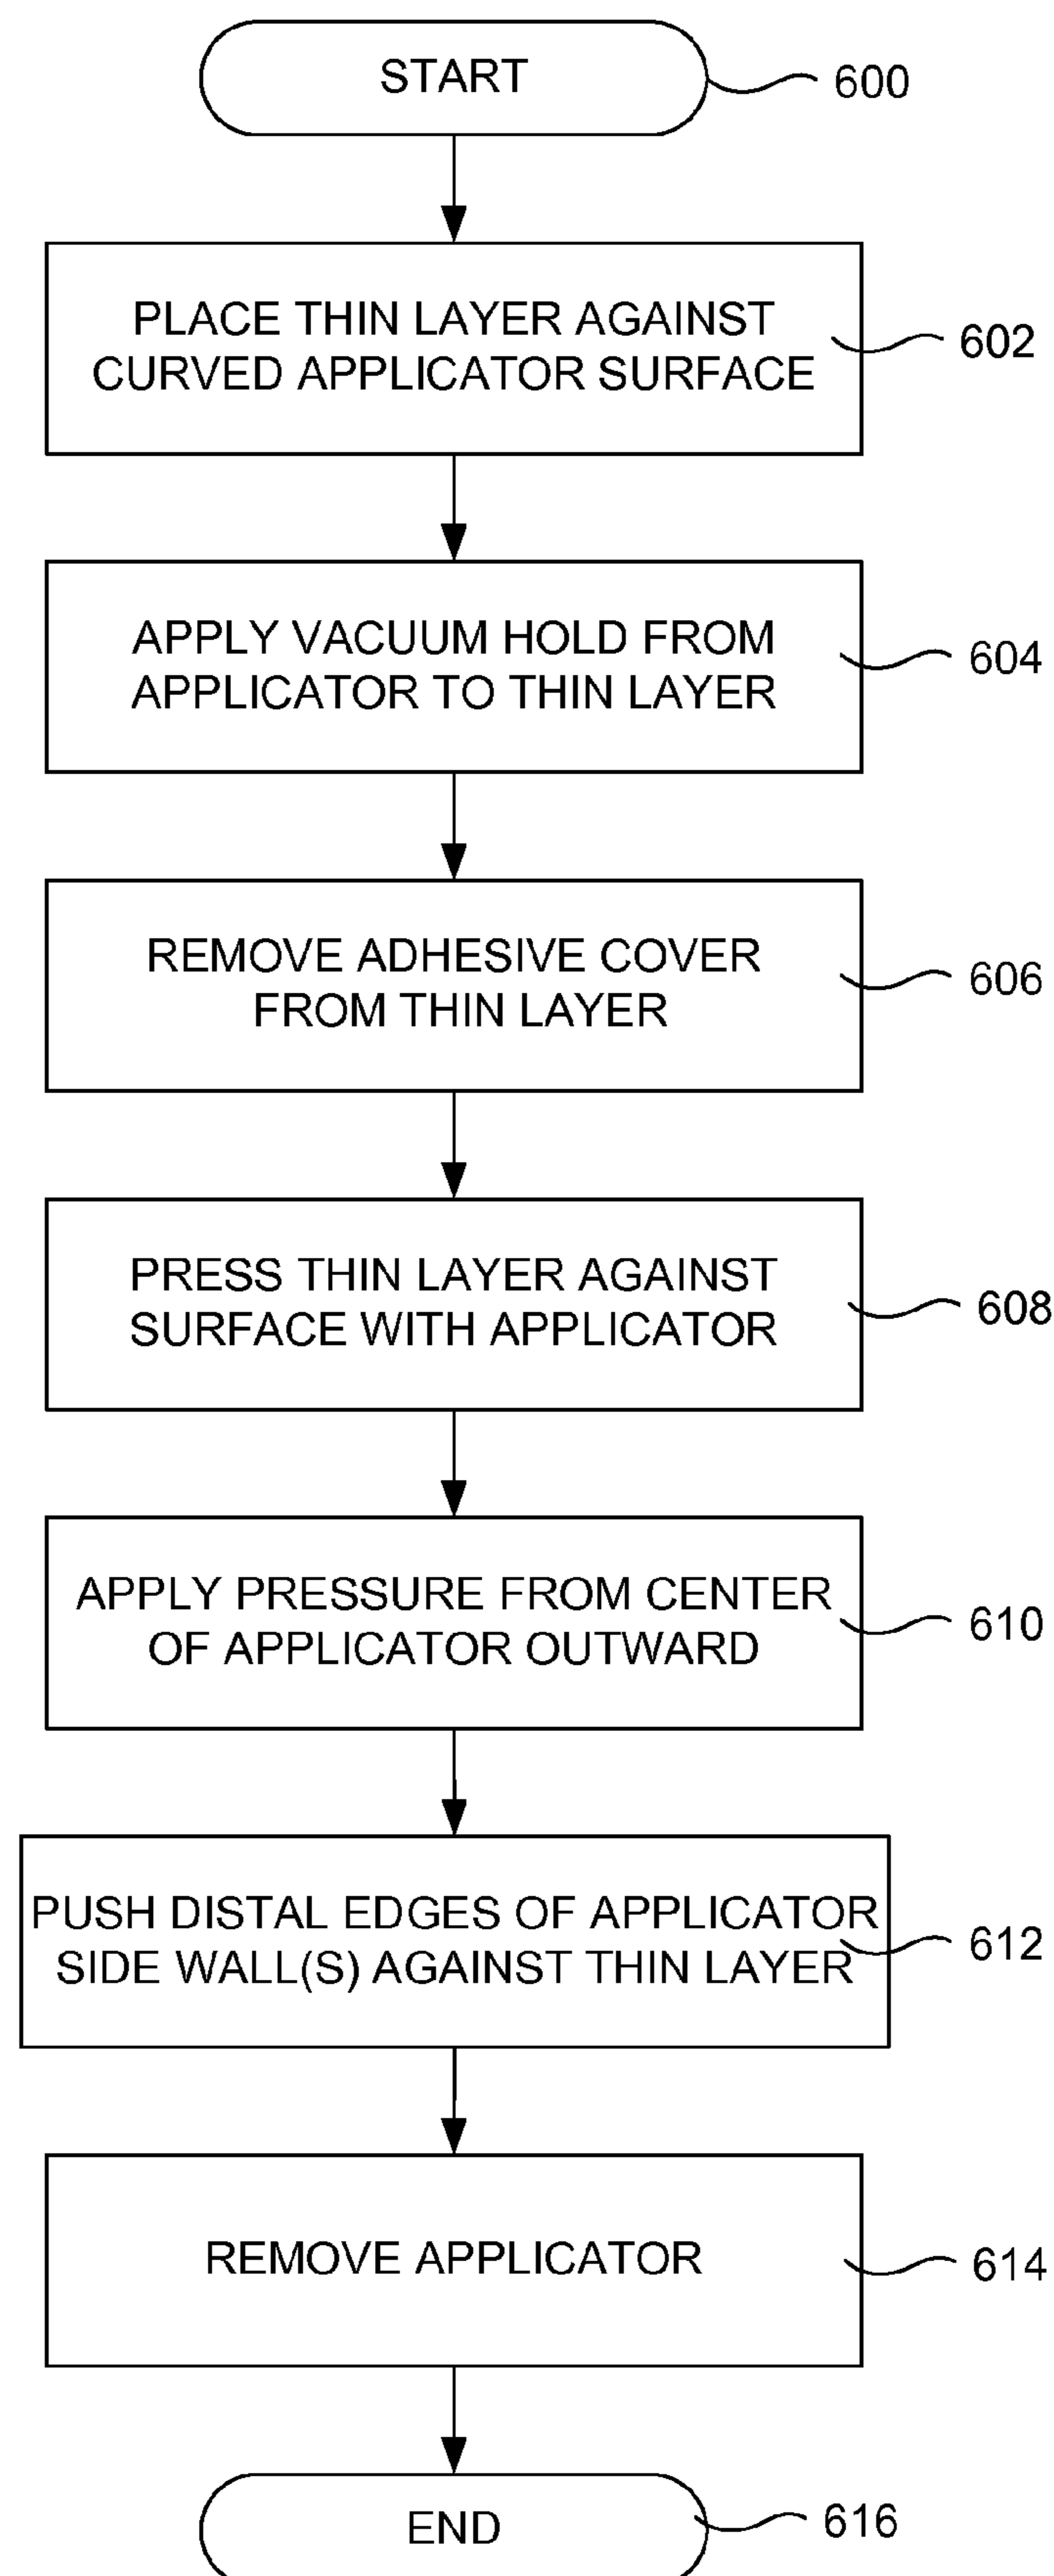 START
600
PLACE THIN LAYER AGAINST
CURVED APPLICATOR SURFACE
602
APPLY VACUUM HOLD FROM
APPLICATOR TO THIN LAYER
604
REMOVE ADHESIVE COVER
FROM THIN LAYER
606
PRESS THIN LAYER AGAINST
SURFACE WITH APPLICATOR
608
APPLY PRESSURE FROM CENTER
OF APPLICATOR OUTWARD
610
PUSH DISTAL EDGES OF APPLICATOR
SIDE WALL(S) AGAINST THIN LAYER
612
REMOVE APPLICATOR
614
END
616